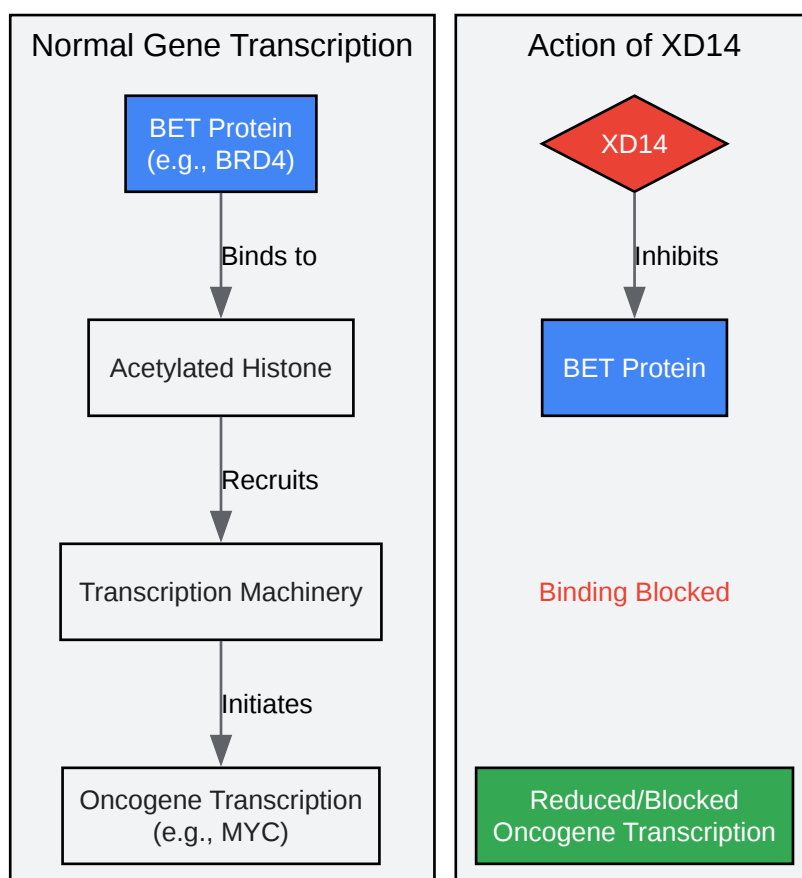 Normal Gene Transcription
BET Protein
(e.g., BRD4)
Binds to
Acetylated Histone
Recruits
Transcription Machinery
Initiates
Oncogene Transcription
(e.g., MYC)
Action of XD14
XD14
Inhibits
BET Protein
Binding Blocked
Reduced/Blocked
Oncogene Transcription